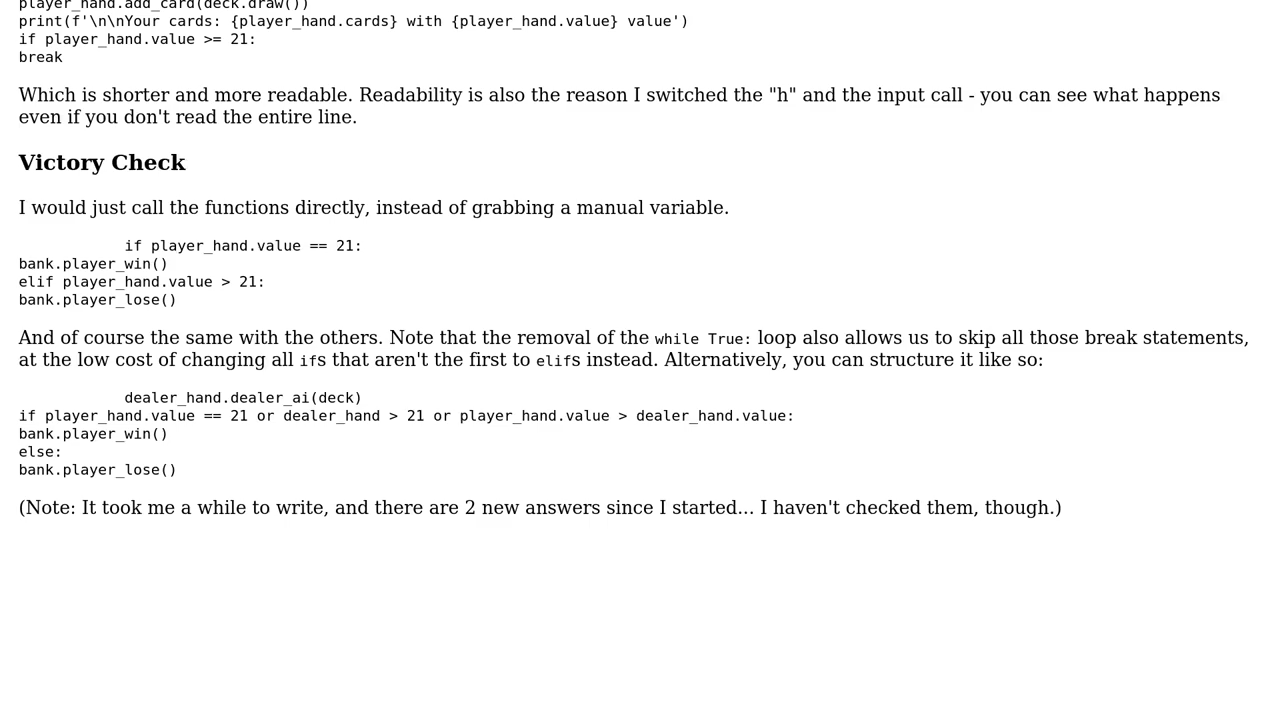 player_hand.add_card(deck.draw())
print(f'\n\nYour cards: {player_hand.cards} with {player_hand.value} value')
if player_hand.value >= 21:
break
Which is shorter and more readable. Readability is also the reason I switched the "h" and the input call - you can see what happens
even if you don't read the entire line.
Victory Check
I would just call the functions directly, instead of grabbing a manual variable.
if player_hand.value == 21:
bank.player_win()
elif player_hand.value > 21:
bank.player_lose()
And of course the same with the others. Note that the removal of the while True: loop also allows us to skip all those break statements,
at the low cost of changing all ifs that aren't the first to elifs instead. Alternatively, you can structure it like so:
dealer_hand.dealer_ai(deck)
if player_hand.value == 21 or dealer_hand > 21 or player_hand.value > dealer_hand.value:
bank.player_win()
else:
bank.player_lose()
(Note: It took me a while to write, and there are 2 new answers since I started... I haven't checked them, though.)